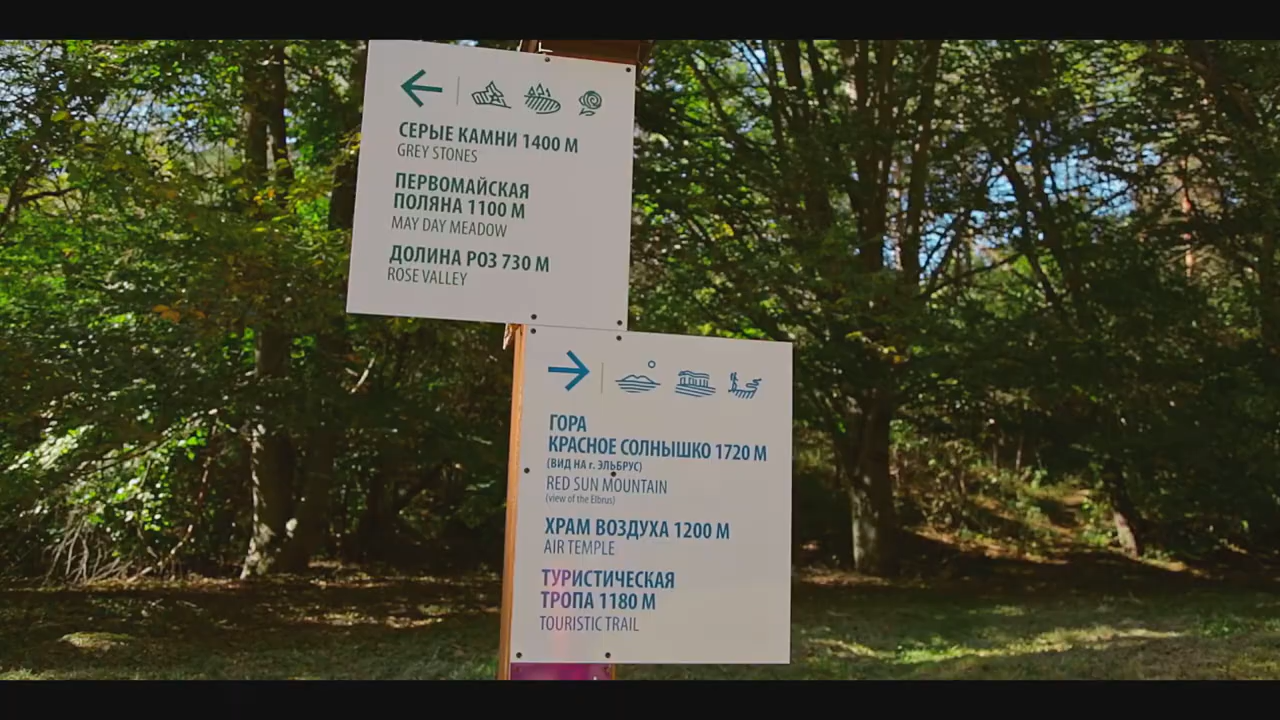 СЕРЫЕ КАМНИ 1400 М
GREY STONES
ПЕРВОМАЙСКАЯ
ПОЛЯНА 1100 М
MAY DAY MEADOW
ДОЛИНА РОЗ 730 М
ROSE VALLEY
ГОРА
КРАСНОЕ СОЛНЫШКО 1720 М
(ВИД НА г. ЭЛЬБРУС)
RED SUN MOUNTAIN
(view of the Elbrus)
ХРАМ ВОЗДУХА 1200 М
AIR TEMPLE
ТУРИСТИЧЕСКАЯ
ТРОПА 1180 М
TOURISTIC TRAIL